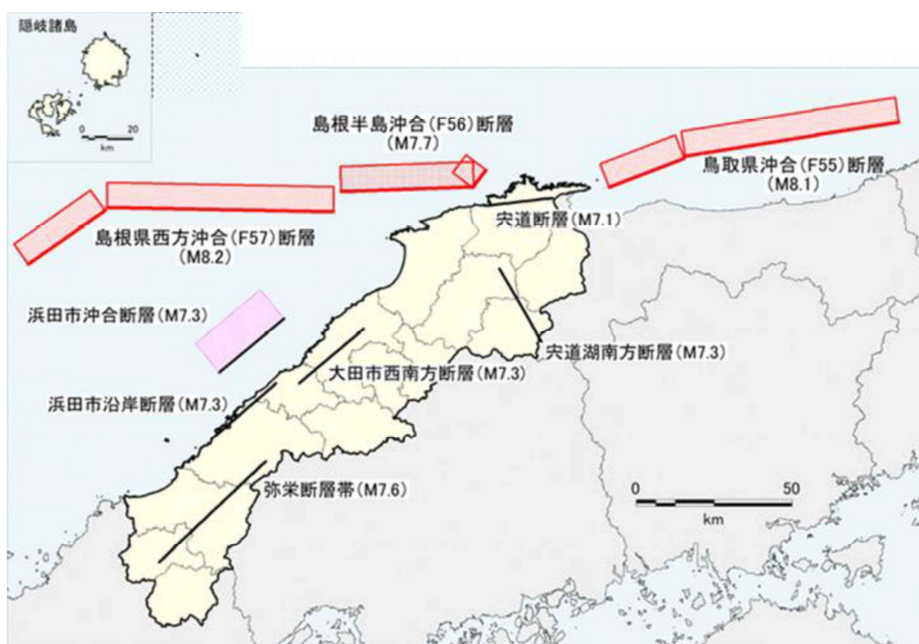 隠岐諸島
0 20
km
島根半島沖合(F56)断層
(M7.7)
鳥取県沖合(F55)断層
(M8.1)
宍道断層(M7.1)
島根県西方沖合(F57)断層
(M8.2)
浜田市沖合断層(M7.3)
宍道湖南方断層(M7.3)
大田市西南方断層(M7.3)
浜田市沿岸断層(M7.3)
弥栄断層帯(M7.6)
0 50
km